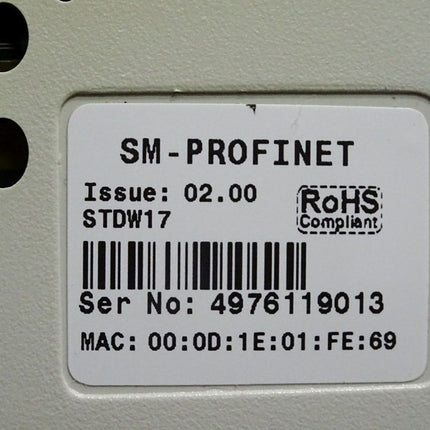 SM-PROFINET
Issue: 02.00
STDW17
RoHS
Compliant
Ser No: 4976119013
MAC: 00:0D:1E:01:FE:69